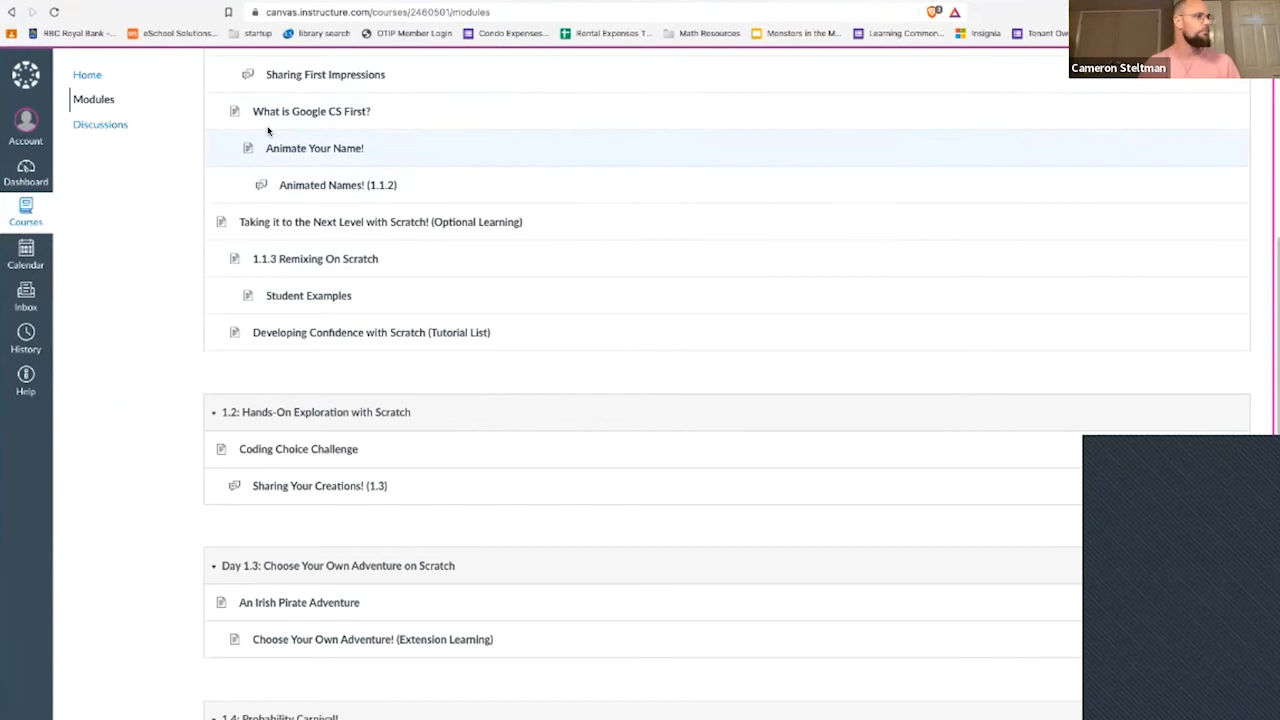 canvas.instructure.com/courses/2460501/modules
RBC Royal Bank -... eSchool Solutions... startup library search OTIP Member Login Condo Expenses... Rental Expenses T... Math Resources Monsters in the M... Learning Common... Insignia Tenant Ow
Cameron Steltman
Home
Modules
Discussions
Account
Dashboard
Courses
Calendar
Inbox
History
Help
Sharing First Impressions
What is Google CS First?
Animate Your Name!
Animated Names! (1.1.2)
Taking it to the Next Level with Scratch! (Optional Learning)
1.1.3 Remixing On Scratch
Student Examples
Developing Confidence with Scratch (Tutorial List)
1.2: Hands-On Exploration with Scratch
Coding Choice Challenge
Sharing Your Creations! (1.3)
Day 1.3: Choose Your Own Adventure on Scratch
An Irish Pirate Adventure
Choose Your Own Adventure! (Extension Learning)
1.4: Probability Carnival!